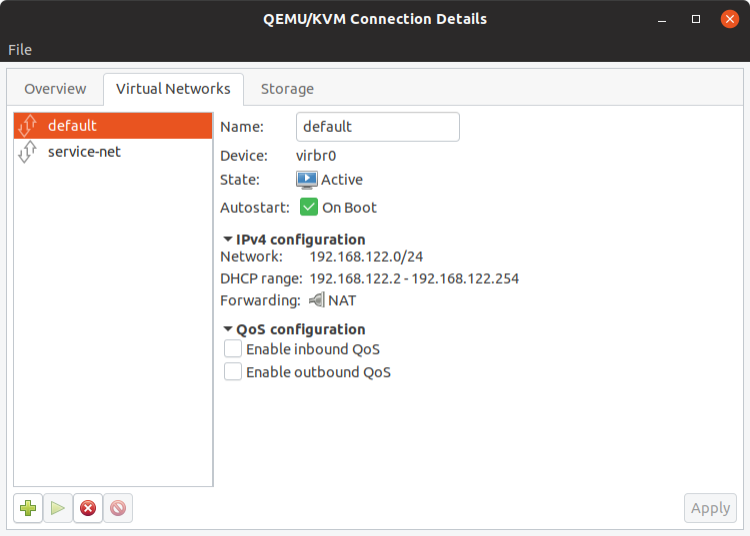 QEMU/KVM Connection Details
File
Overview Virtual Networks Storage
default
service-net
Name: default
Device: virbr0
State: Active
Autostart: On Boot
IPv4 configuration
Network: 192.168.122.0/24
DHCP range: 192.168.122.2 - 192.168.122.254
Forwarding: NAT
QoS configuration
Enable inbound QoS
Enable outbound QoS
Apply